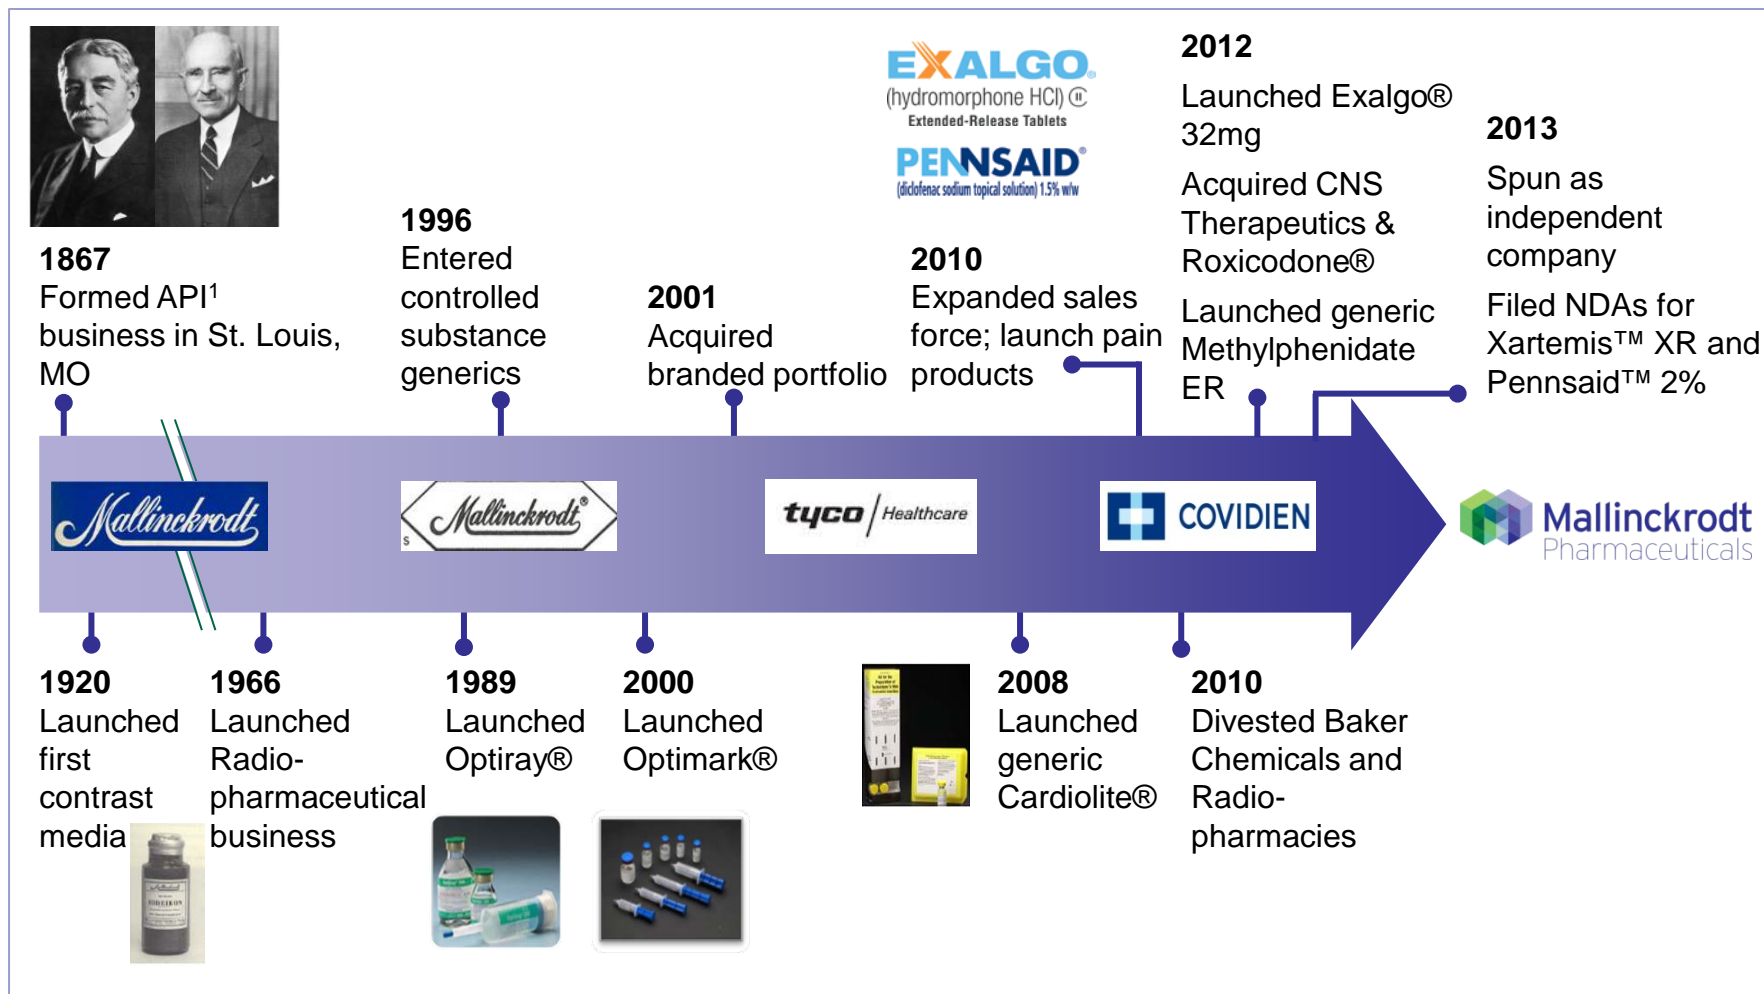 EXALGO®
(hydromorphone HCl) CII
Extended-Release Tablets
PENNSAID®
(diclofenac sodium topical solution) 1.5% w/w
1867
Formed API¹
business in St. Louis,
MO
1996
Entered
controlled
substance
generics
2001
Acquired
branded portfolio
2010
Expanded sales
force; launch pain
products
2012
Launched Exalgo®
32mg
Acquired CNS
Therapeutics &
Roxicodone®
Launched generic
Methylphenidate
ER
2013
Spun as
independent
company
Filed NDAs for
Xartemis™ XR and
Pennsaid™ 2%
Mallinckrodt
Mallinckrodt®
s
tyco / Healthcare
COVIDIEN
Mallinckrodt
Pharmaceuticals
1920
Launched
first
contrast
media
1966
Launched
Radio-
pharmaceutical
business
1989
Launched
Optiray®
2000
Launched
Optimark®
2008
Launched
generic
Cardiolite®
2010
Divested Baker
Chemicals and
Radio-
pharmacies